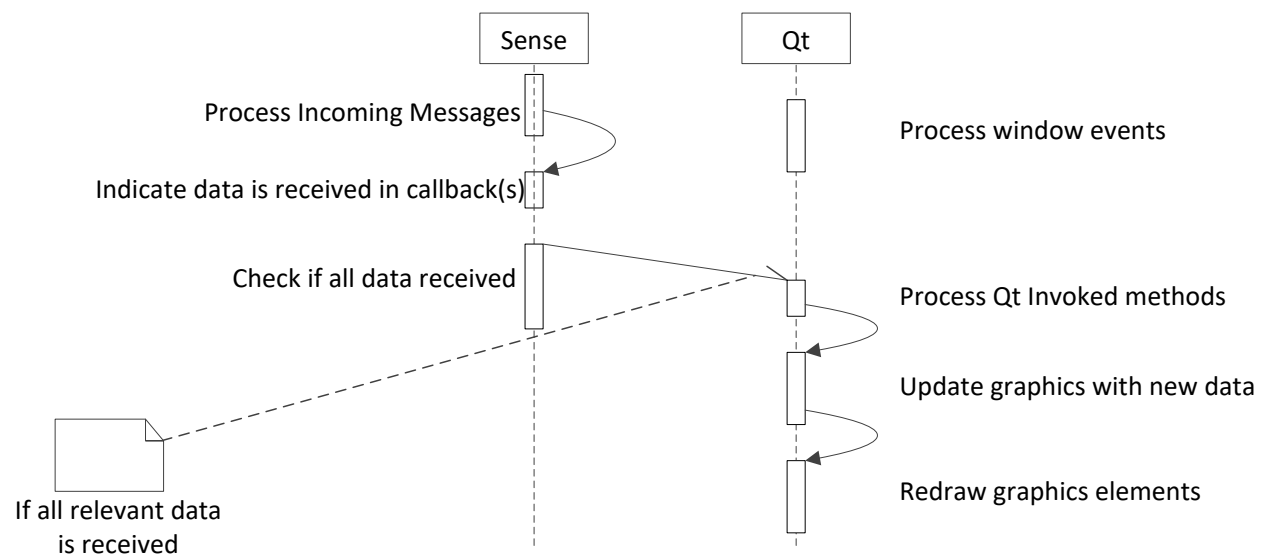 Sense
Qt
Process Incoming Messages
Process window events
Indicate data is received in callback(s)
Check if all data received
Process Qt Invoked methods
Update graphics with new data
Redraw graphics elements
If all relevant data
is received